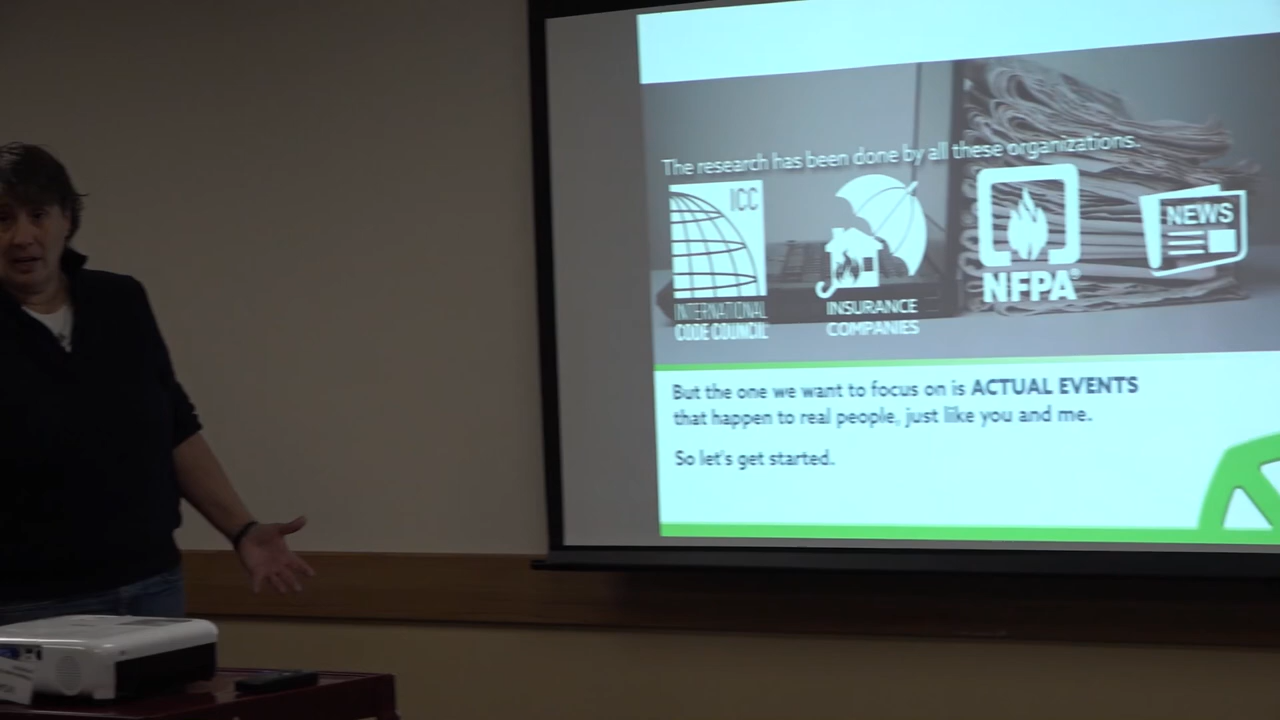 The research has been done by all these organizations.
ICC
INTERNATIONAL
CODE COUNCIL
INSURANCE
COMPANIES
NFPA®
NEWS
But the one we want to focus on is ACTUAL EVENTS
that happen to real people, just like you and me.
So let's get started.